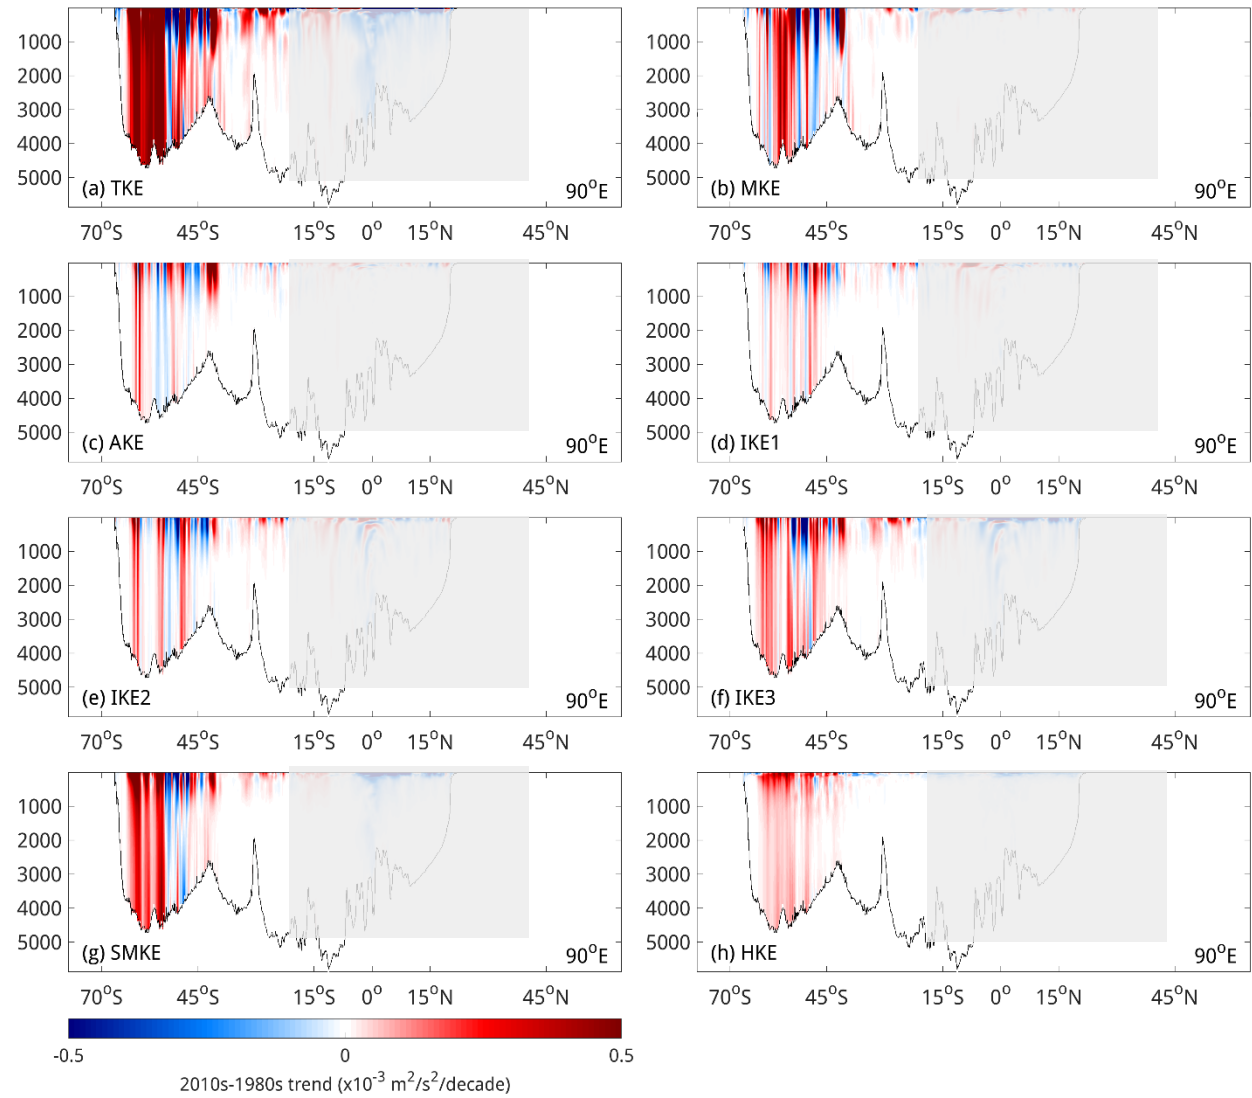 1000
2000
3000
4000
5000
(a) TKE
90°E
70°S 45°S 15°S 0° 15°N 45°N
1000
2000
3000
4000
5000
(b) MKE
90°E
70°S 45°S 15°S 0° 15°N 45°N
1000
2000
3000
4000
5000
(c) AKE
90°E
70°S 45°S 15°S 0° 15°N 45°N
1000
2000
3000
4000
5000
(d) IKE1
90°E
70°S 45°S 15°S 0° 15°N 45°N
1000
2000
3000
4000
5000
(e) IKE2
90°E
70°S 45°S 15°S 0° 15°N 45°N
1000
2000
3000
4000
5000
(f) IKE3
90°E
70°S 45°S 15°S 0° 15°N 45°N
1000
2000
3000
4000
5000
(g) SMKE
90°E
70°S 45°S 15°S 0° 15°N 45°N
1000
2000
3000
4000
5000
(h) HKE
90°E
70°S 45°S 15°S 0° 15°N 45°N
-0.5 0 0.5
2010s-1980s trend (x10⁻³ m²/s²/decade)